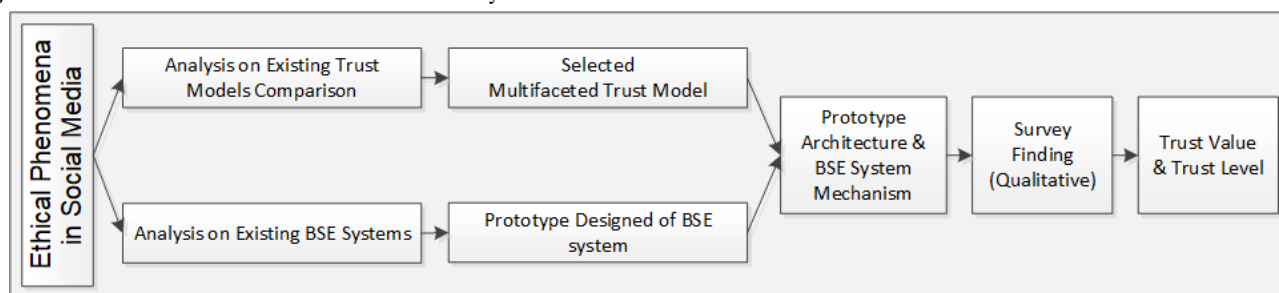 Ethical Phenomena
in Social Media
Analysis on Existing Trust
Models Comparison
Selected
Multifaceted Trust Model
Analysis on Existing BSE Systems
Prototype Designed of BSE
system
Prototype
Architecture &
BSE System
Mechanism
Survey
Finding
(Qualitative)
Trust Value
& Trust Level